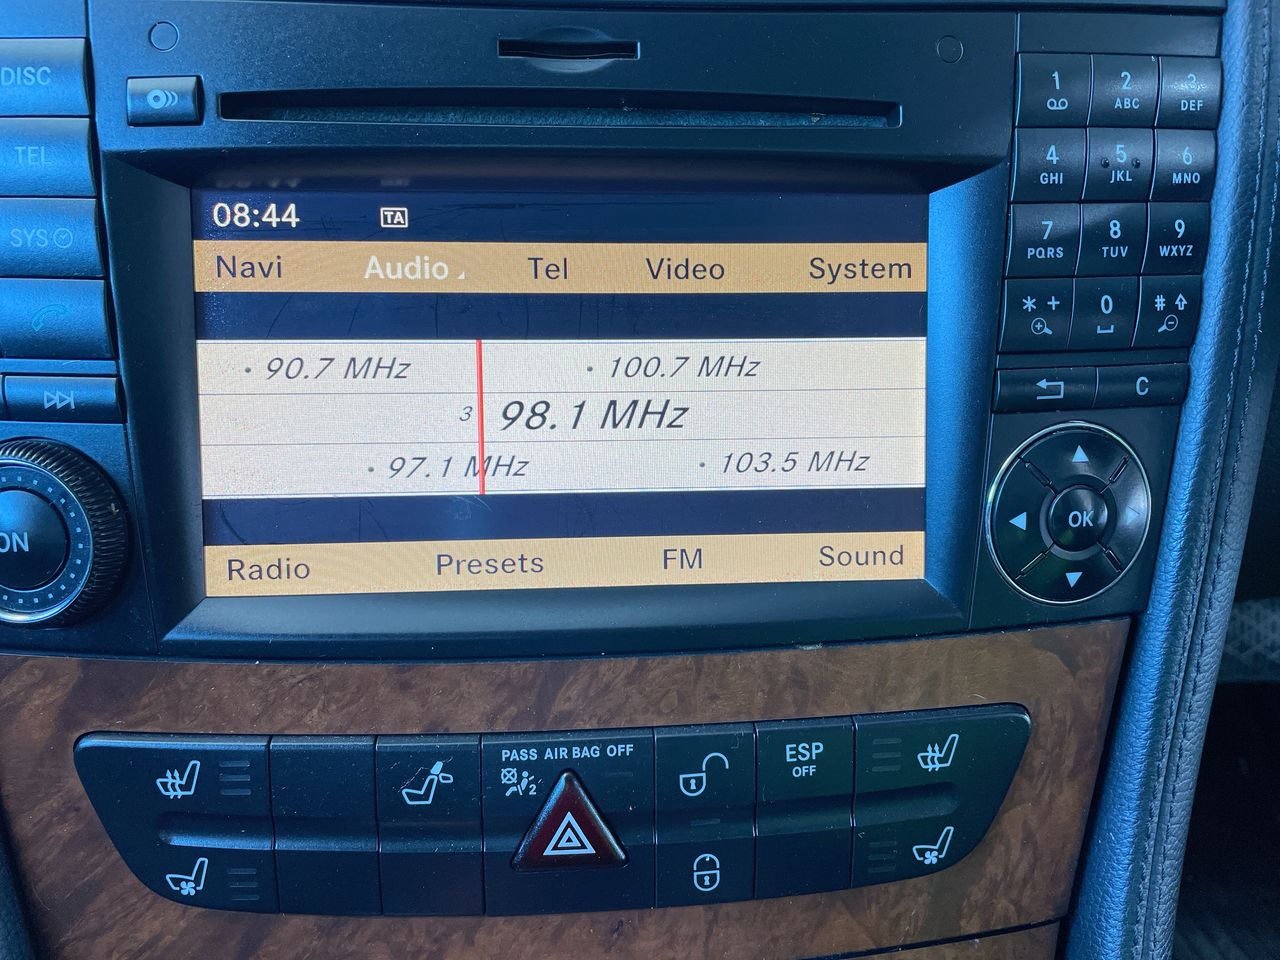 DISC
TEL
SYS
ON
08:44 TA
Navi Audio Tel Video System
90.7 MHz 100.7 MHz
3 98.1 MHz
97.1 MHz 103.5 MHz
Radio Presets FM Sound
1 2 ABC 3 DEF
4 GHI 5 JKL 6 MNO
7 PQRS 8 TUV 9 WXYZ
* + 0 #
C
OK
PASS AIR BAG OFF
2
ESP
OFF